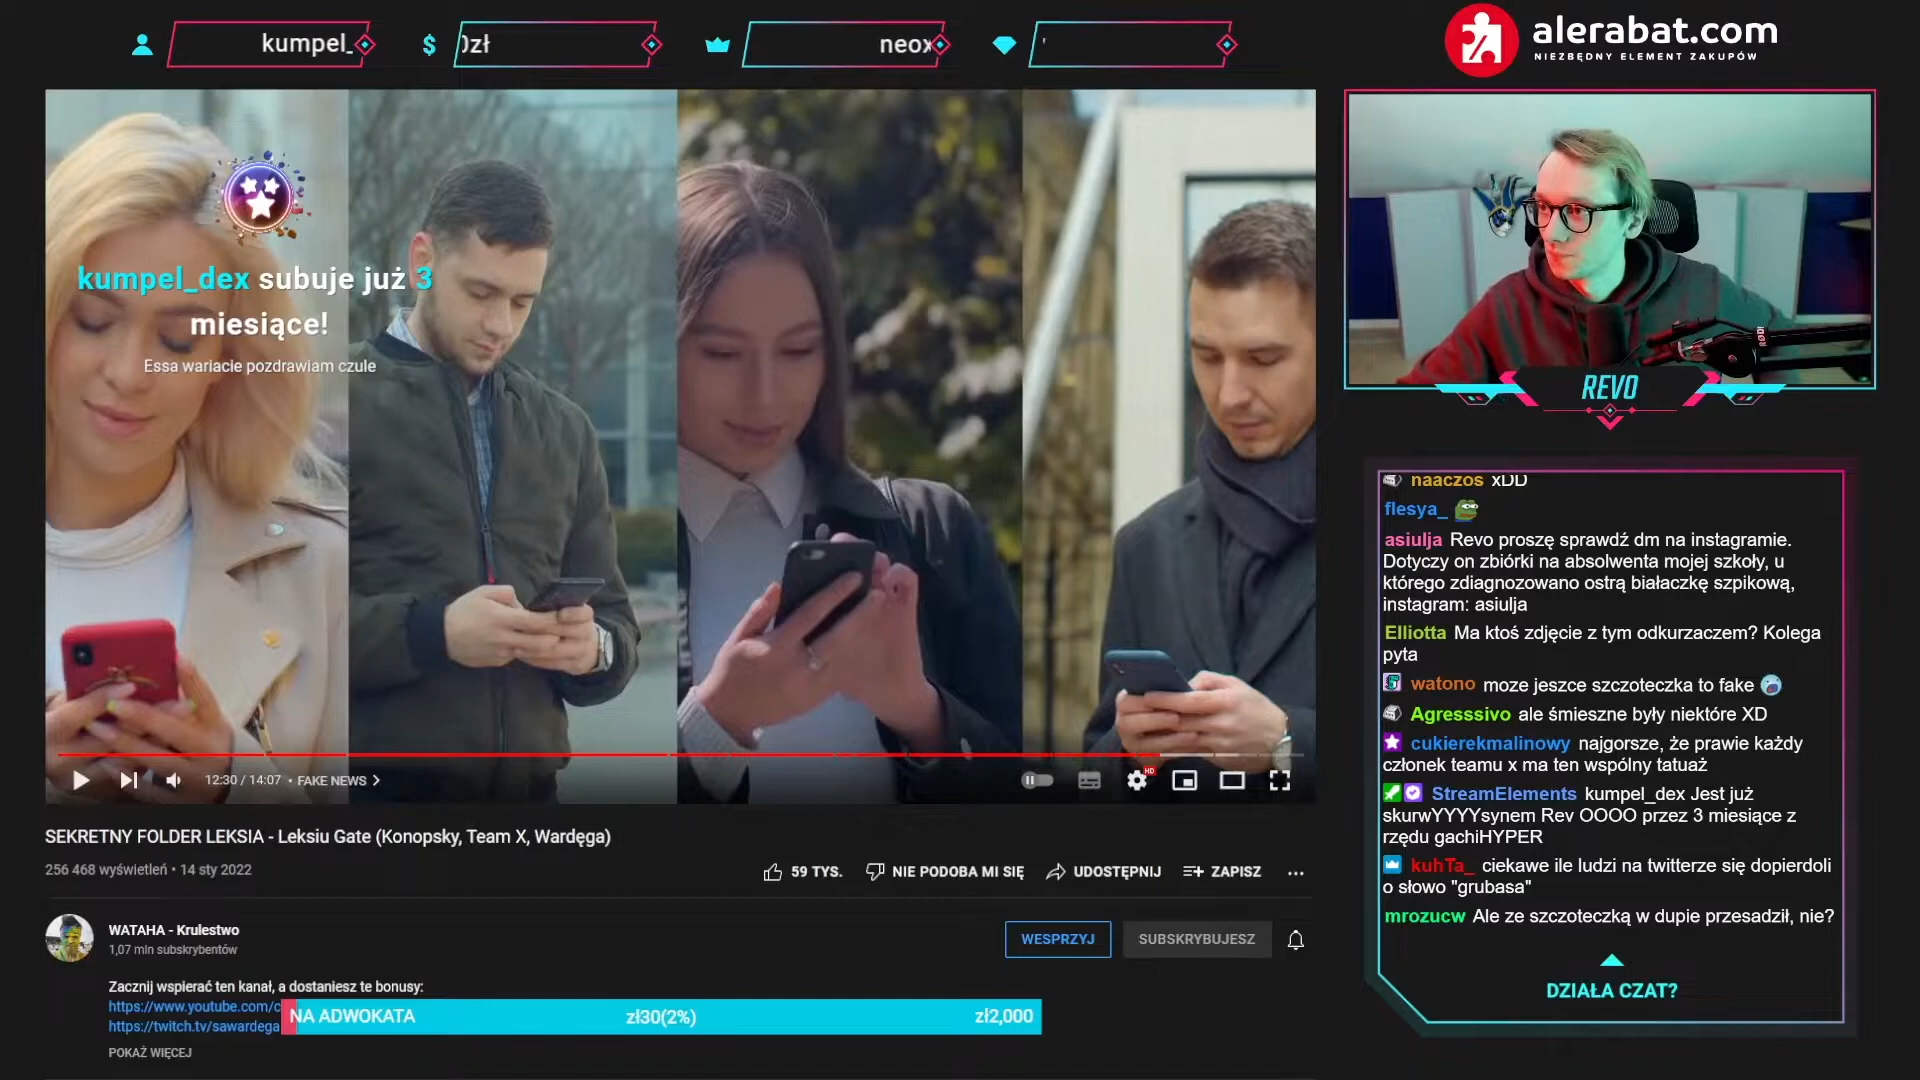 kumpel_
0zł
neox
alerabat.com
NIEZBĘDNY ELEMENT ZAKUPÓW
kumpel_dex subuje już 3
miesiące!
Essa wariacie pozdrawiam czule
12:30 / 14:07 • FAKE NEWS
HD
SEKRETNY FOLDER LEKSIA - Leksiu Gate (Konopsky, Team X, Wardęga)
256 468 wyświetleń • 14 sty 2022
59 TYS.
NIE PODOBA MI SIĘ
UDOSTĘPNIJ
ZAPISZ
WATAHA - Krulestwo
1,07 mln subskrybentów
WESPRZYJ
SUBSKRYBUJESZ
Zacznij wspierać ten kanał, a dostaniesz te bonusy:
https://www.youtube.com/c
https://twitch.tv/sawardega
NA ADWOKATA
zł30(2%)
zł2,000
POKAŻ WIĘCEJ
RØDE
REVO
naaczos xDD
flesya_
asiulja Revo proszę sprawdź dm na instagramie.
Dotyczy on zbiórki na absolwenta mojej szkoły, u
którego zdiagnozowano ostrą białaczkę szpikową,
instagram: asiulja
Elliotta Ma ktoś zdjęcie z tym odkurzaczem? Kolega
pyta
watono moze jeszcze szczoteczka to fake
Agresssivo ale śmieszne były niektóre XD
cukierekmalinowy najgorsze, że prawie każdy
członek teamu x ma ten wspólny tatuaż
StreamElements kumpel_dex Jest już
skurwYYYYsynem Rev OOOO przez 3 miesiące z
rzędu gachiHYPER
kuhTa_ ciekawe ile ludzi na twitterze się dopierdoli
o słowo "grubasa"
mrozucw Ale ze szczoteczką w dupie przesadził, nie?
DZIAŁA CZAT?